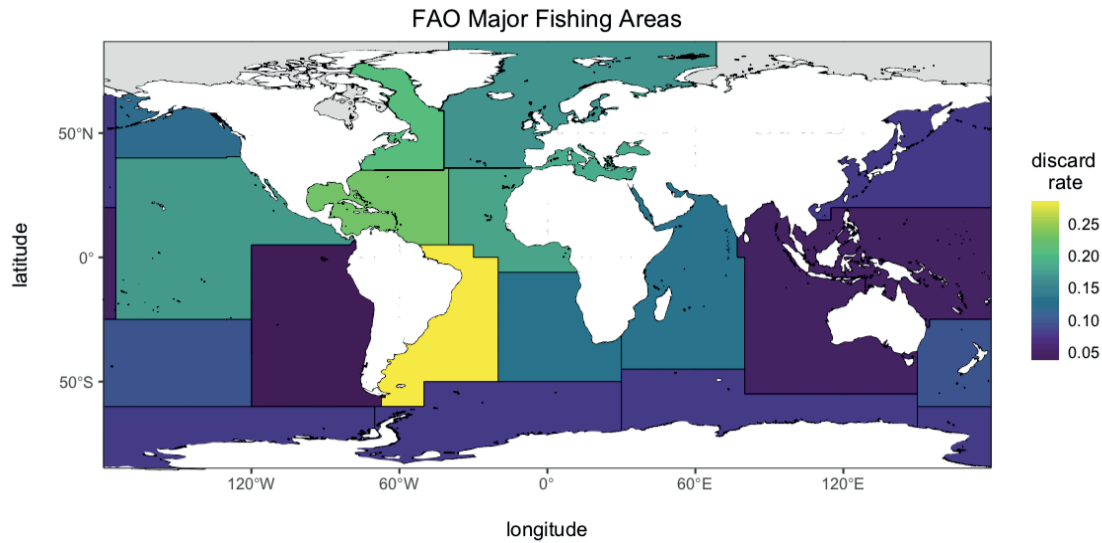 FAO Major Fishing Areas
latitude
50°N
0°
50°S
120°W
60°W
0°
60°E
120°E
longitude
discard
rate
0.25
0.20
0.15
0.10
0.05